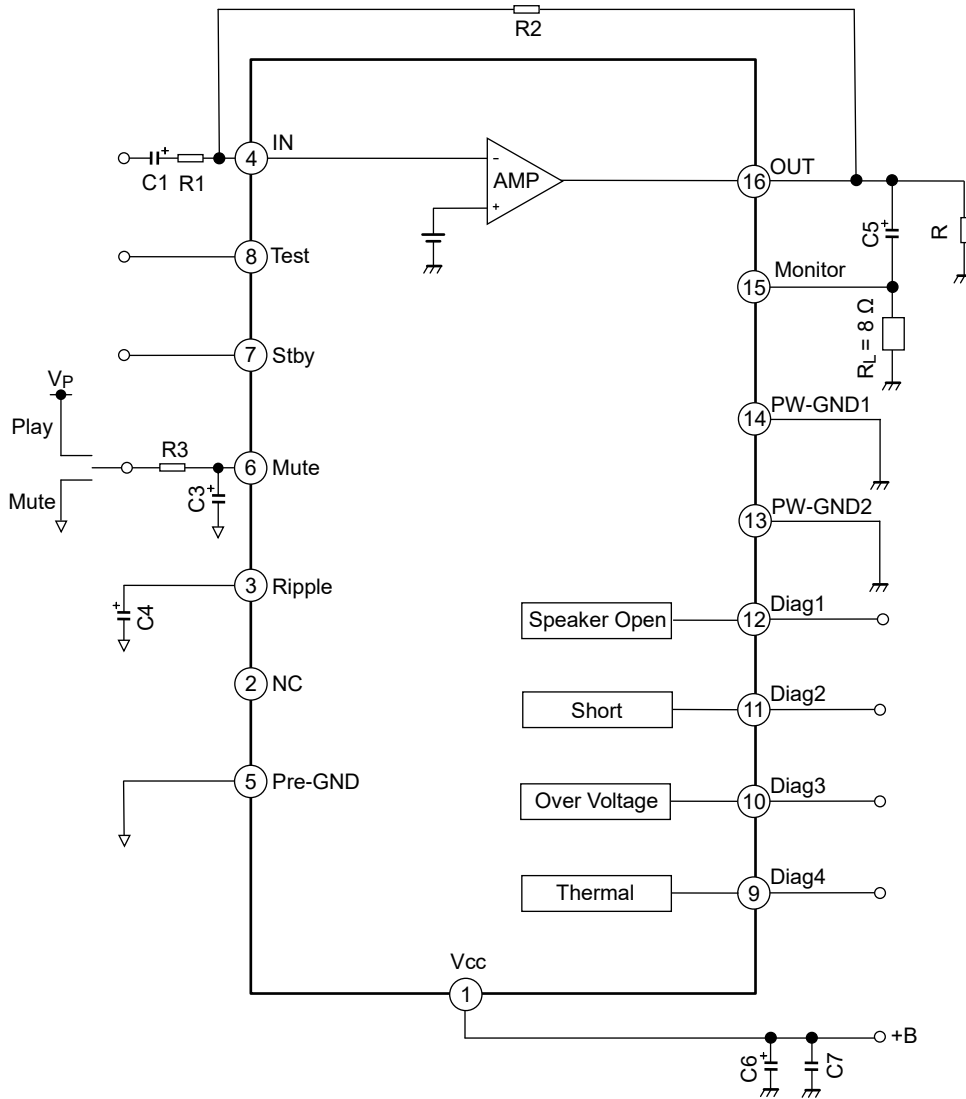 R2
IN
4
C1
R1
-
AMP
+
OUT
16
C5
R
Test
8
Monitor
15
Stby
7
RL = 8 Ω
VP
Play
R3
6
Mute
Mute
C3
PW-GND1
14
PW-GND2
13
3
Ripple
C4
Speaker Open
12
Diag1
2
NC
Short
11
Diag2
5
Pre-GND
Over Voltage
10
Diag3
Thermal
9
Diag4
Vcc
1
+B
C6
C7